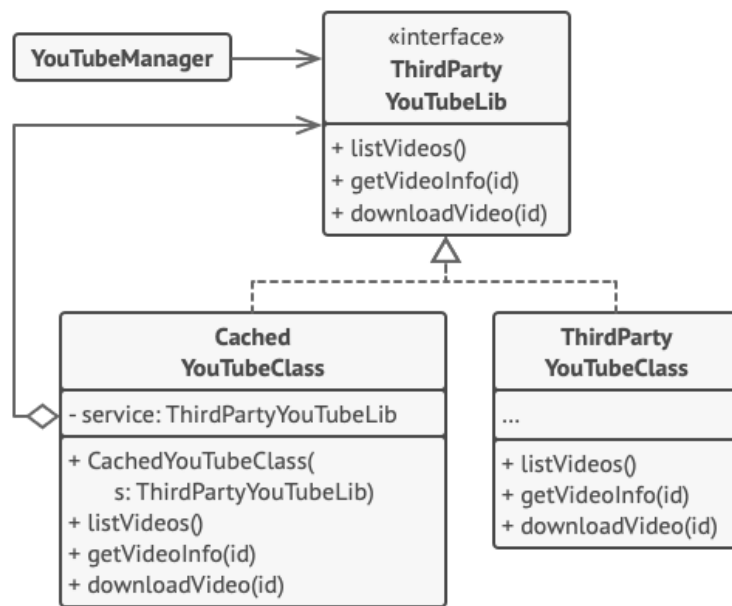 YouTubeManager
«interface»
ThirdParty
YouTubeLib
+ listVideos()
+ getVideoInfo(id)
+ downloadVideo(id)
Cached
YouTubeClass
- service: ThirdPartyYouTubeLib
+ CachedYouTubeClass(
s: ThirdPartyYouTubeLib)
+ listVideos()
+ getVideoInfo(id)
+ downloadVideo(id)
ThirdParty
YouTubeClass
...
+ listVideos()
+ getVideoInfo(id)
+ downloadVideo(id)